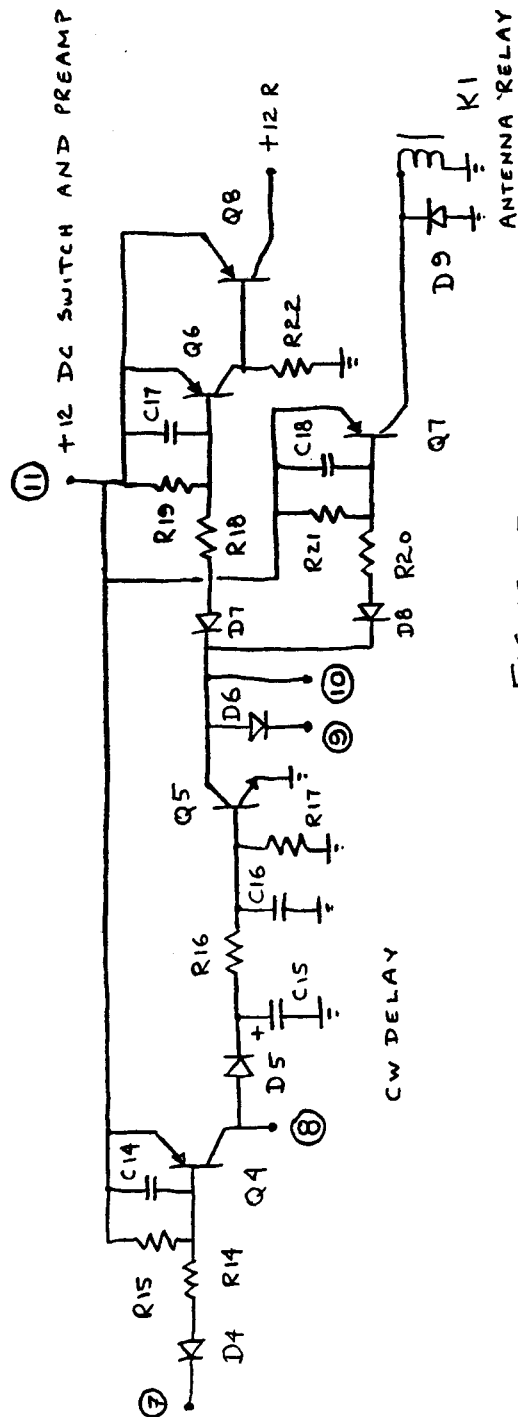 11
+12 DC SWITCH AND PREAMP
C14
C17
Q6
Q8
R15
R19
R14
R18
R22
+12 R
D4
7
Q4
8
D5
+
C15
R16
C16
R17
Q5
D6
9
10
D7
C18
R21
D8
R20
Q7
D9
K1
ANTENNA RELAY
CW DELAY